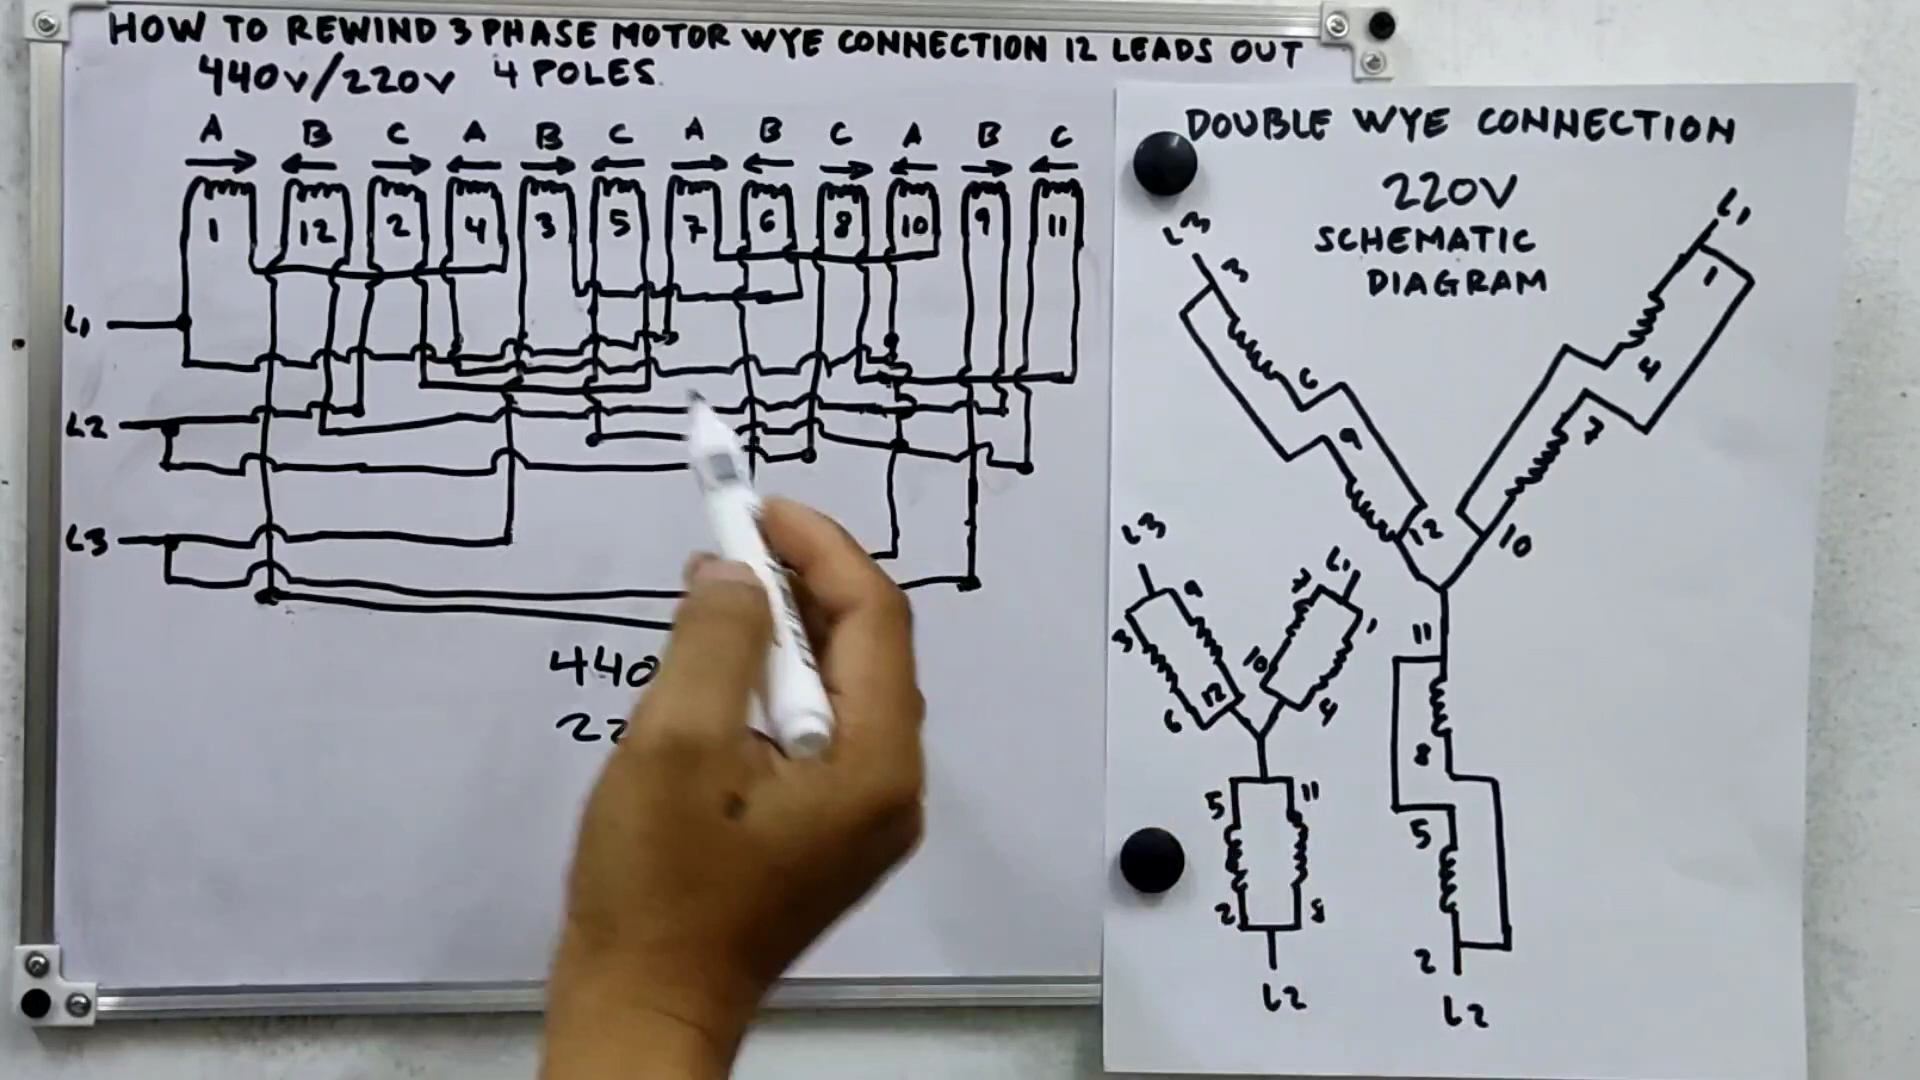 HOW TO REWIND 3 PHASE MOTOR WYE CONNECTION 12 LEADS OUT
440V/220V 4 POLES
A B C A B C A B C A B C
1 12 2 4 3 5 7 6 8 10 9 11
L1
L2
L3
440
22
DOUBLE WYE CONNECTION
220V
SCHEMATIC
DIAGRAM
L3 L1
3 1
6 4
9 7
12 10
11
8
5
2
L2
L3 L1
9 7
3 1
12 10
6 4
5 11
2 8
L2